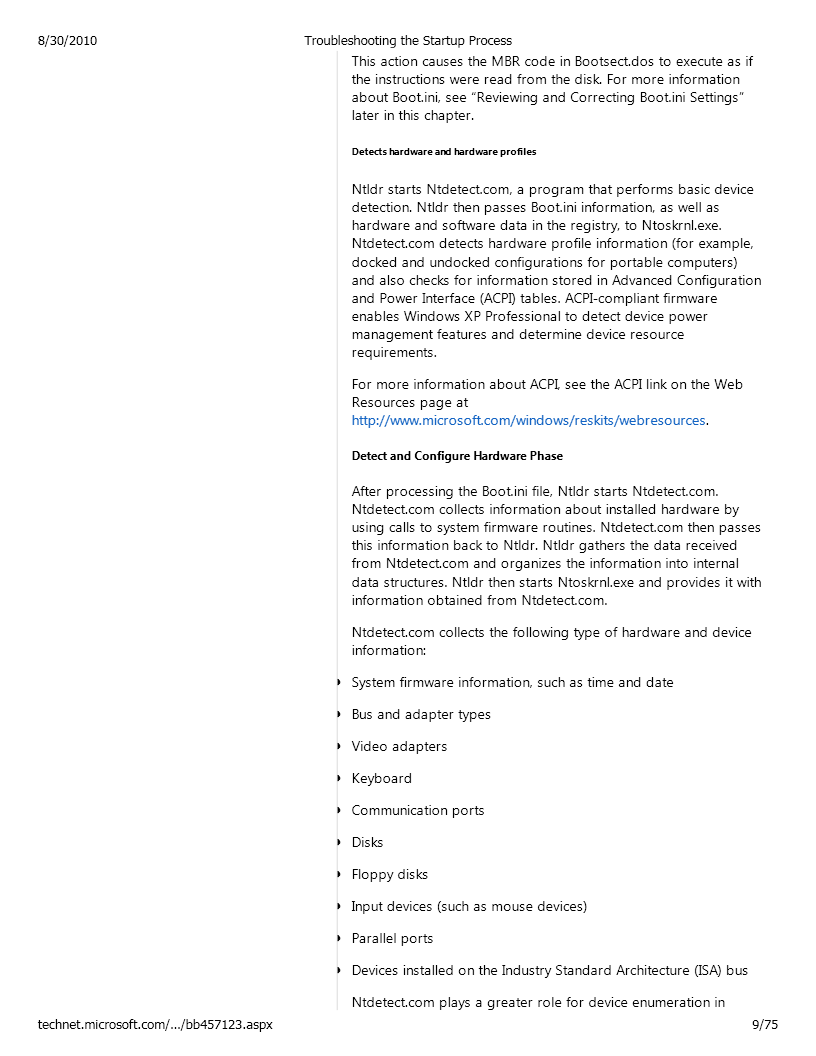 8/30/2010
Troubleshooting the Startup Process
This action causes the MBR code in Bootsect.dos to execute as if
the instructions were read from the disk. For more information
about Boot.ini, see “Reviewing and Correcting Boot.ini Settings”
later in this chapter.
Detects hardware and hardware profiles
Ntldr starts Ntdetect.com, a program that performs basic device
detection. Ntldr then passes Boot.ini information, as well as
hardware and software data in the registry, to Ntoskrnl.exe.
Ntdetect.com detects hardware profile information (for example,
docked and undocked configurations for portable computers)
and also checks for information stored in Advanced Configuration
and Power Interface (ACPI) tables. ACPI-compliant firmware
enables Windows XP Professional to detect device power
management features and determine device resource
requirements.
For more information about ACPI, see the ACPI link on the Web
Resources page at
http://www.microsoft.com/windows/reskits/webresources.
Detect and Configure Hardware Phase
After processing the Boot.ini file, Ntldr starts Ntdetect.com.
Ntdetect.com collects information about installed hardware by
using calls to system firmware routines. Ntdetect.com then passes
this information back to Ntldr. Ntldr gathers the data received
from Ntdetect.com and organizes the information into internal
data structures. Ntldr then starts Ntoskrnl.exe and provides it with
information obtained from Ntdetect.com.
Ntdetect.com collects the following type of hardware and device
information:
System firmware information, such as time and date
Bus and adapter types
Video adapters
Keyboard
Communication ports
Disks
Floppy disks
Input devices (such as mouse devices)
Parallel ports
Devices installed on the Industry Standard Architecture (ISA) bus
Ntdetect.com plays a greater role for device enumeration in
technet.microsoft.com/.../bb457123.aspx
9/75